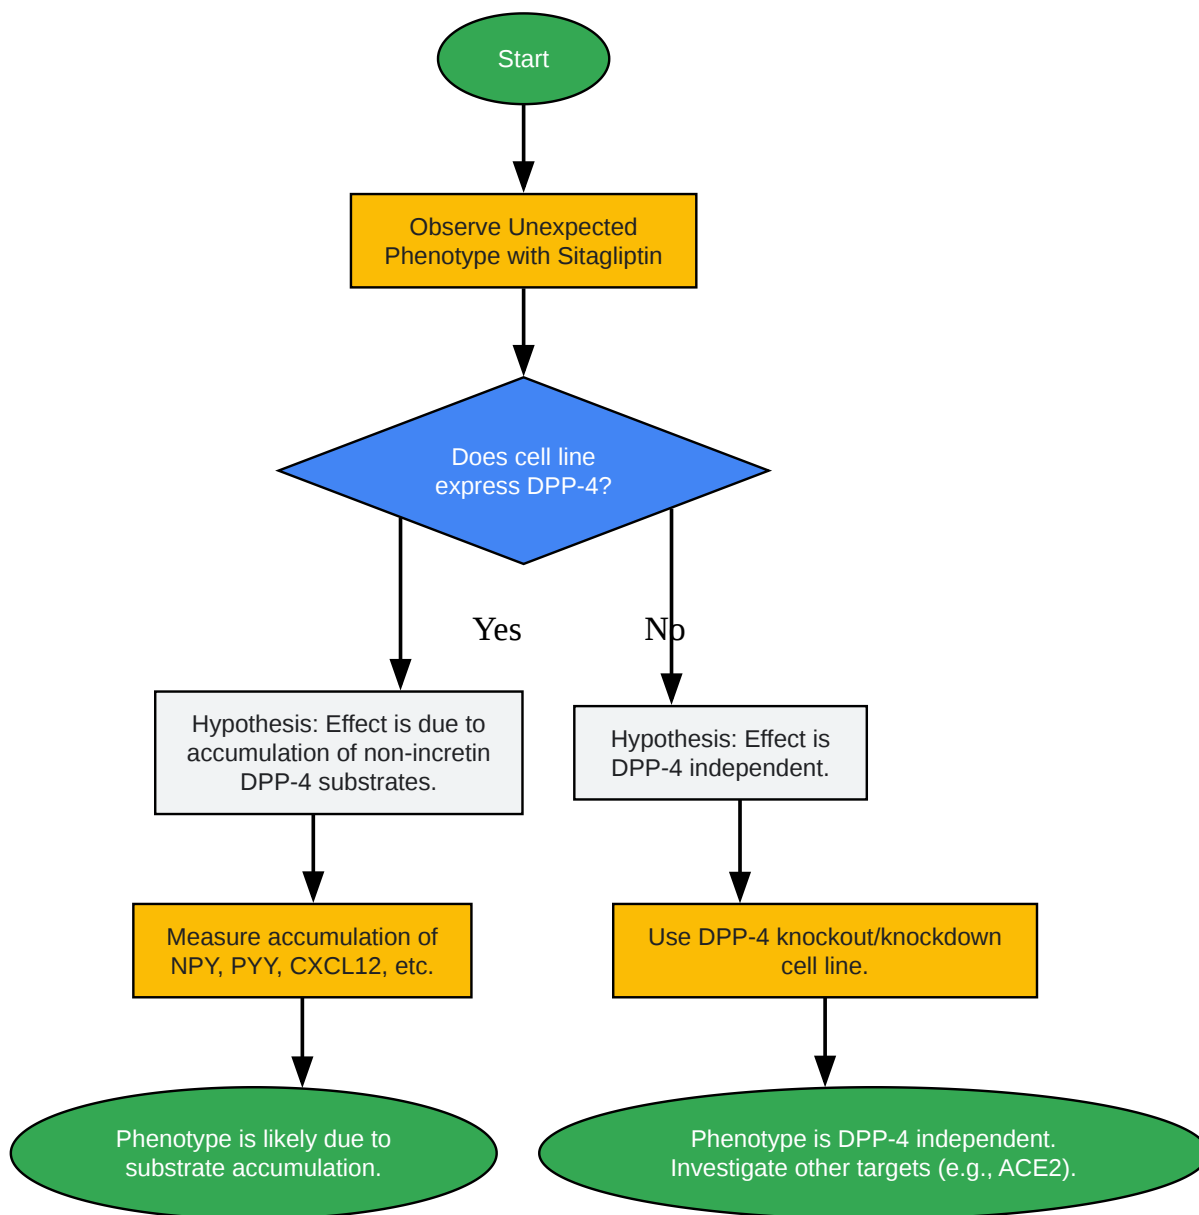 Start
Observe Unexpected
Phenotype with Sitagliptin
Does cell line
express DPP-4?
Yes
No
Hypothesis: Effect is due to
accumulation of non-incretin
DPP-4 substrates.
Hypothesis: Effect is
DPP-4 independent.
Measure accumulation of
NPY, PYY, CXCL12, etc.
Use DPP-4 knockout/knockdown
cell line.
Phenotype is likely due to
substrate accumulation.
Phenotype is DPP-4 independent.
Investigate other targets (e.g., ACE2).